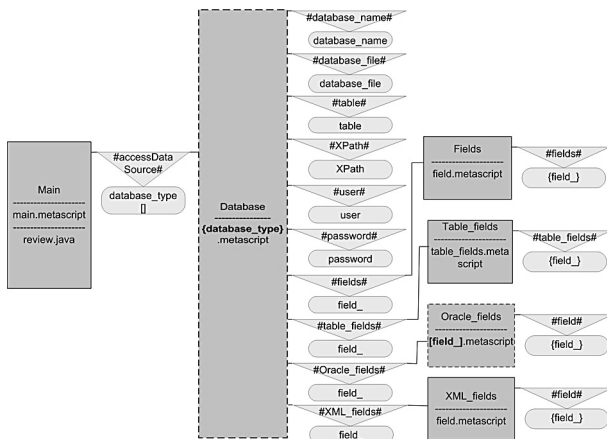 Main
main.metascript
review.java
#accessData
Source#
database_type
[]
Database
{database_type}
.metascript
#database_name#
database_name
#database_file#
database_file
#table#
table
#XPath#
XPath
#user#
user
#password#
password
#fields#
field_
#table_fields#
field_
#Oracle_fields#
field_
#XML_fields#
field
Fields
field.metascript
#fields#
{field_}
Table_fields
table_fields.meta
script
#table_fields#
{field_}
Oracle_fields
[field_].metascript
#field#
{field_}
XML_fields
field.metascript
#field#
{field_}